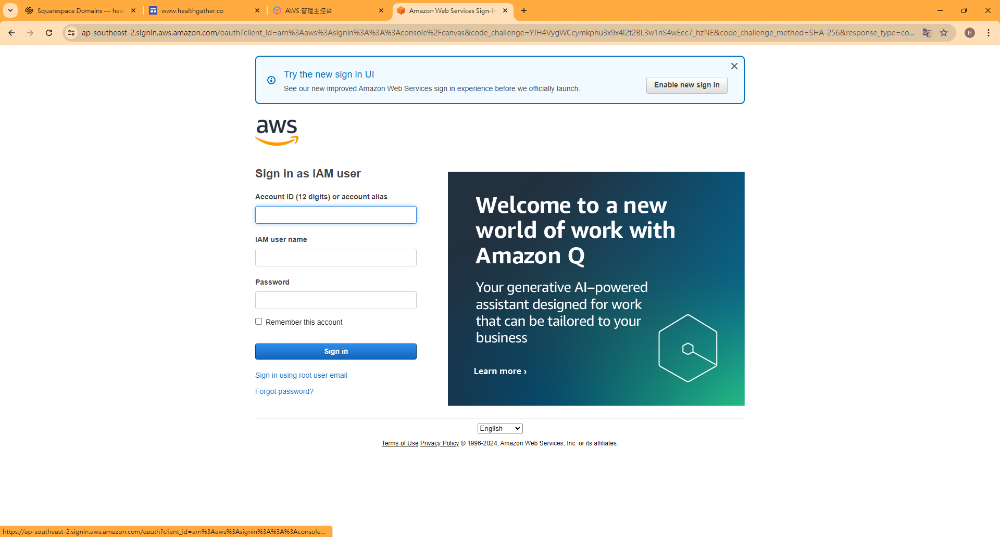 Squarespace Domains — hea
www.healthgather.co
AWS 管理主控台
Amazon Web Services Sign-In
ap-southeast-2.signin.aws.amazon.com/oauth?client_id=arn%3Aaws%3Asignin%3A%3A%3Aconsole%2Fcanvas&code_challenge=YJH4VygWCcymkphu3x9x4I2t2BL3w1nS4wEec7_hzNE&code_challenge_method=SHA-256&response_type=co...
H
Try the new sign in UI
See our new improved Amazon Web Services sign in experience before we officially launch.
Enable new sign in
aws
Sign in as IAM user
Account ID (12 digits) or account alias
IAM user name
Password
Remember this account
Sign in
Sign in using root user email
Forgot password?
Welcome to a new
world of work with
Amazon Q
Your generative AI–powered
assistant designed for work
that can be tailored to your
business
Learn more ›
English
Terms of Use Privacy Policy © 1996-2024, Amazon Web Services, Inc. or its affiliates.
https://ap-southeast-2.signin.aws.amazon.com/oauth?client_id=arn%3Aaws%3Asignin%3A%3A%3Aconsole...